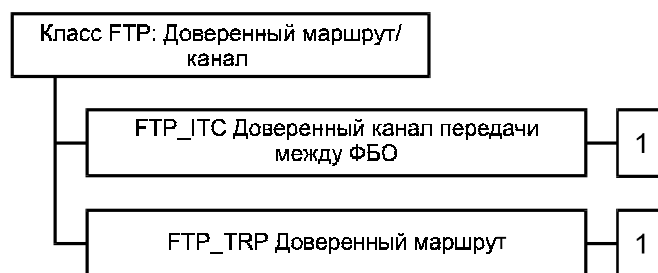 Класс FTP: Доверенный маршрут/
канал
FTP_ITC Доверенный канал передачи
между ФБО
1
FTP_TRP Доверенный маршрут
1